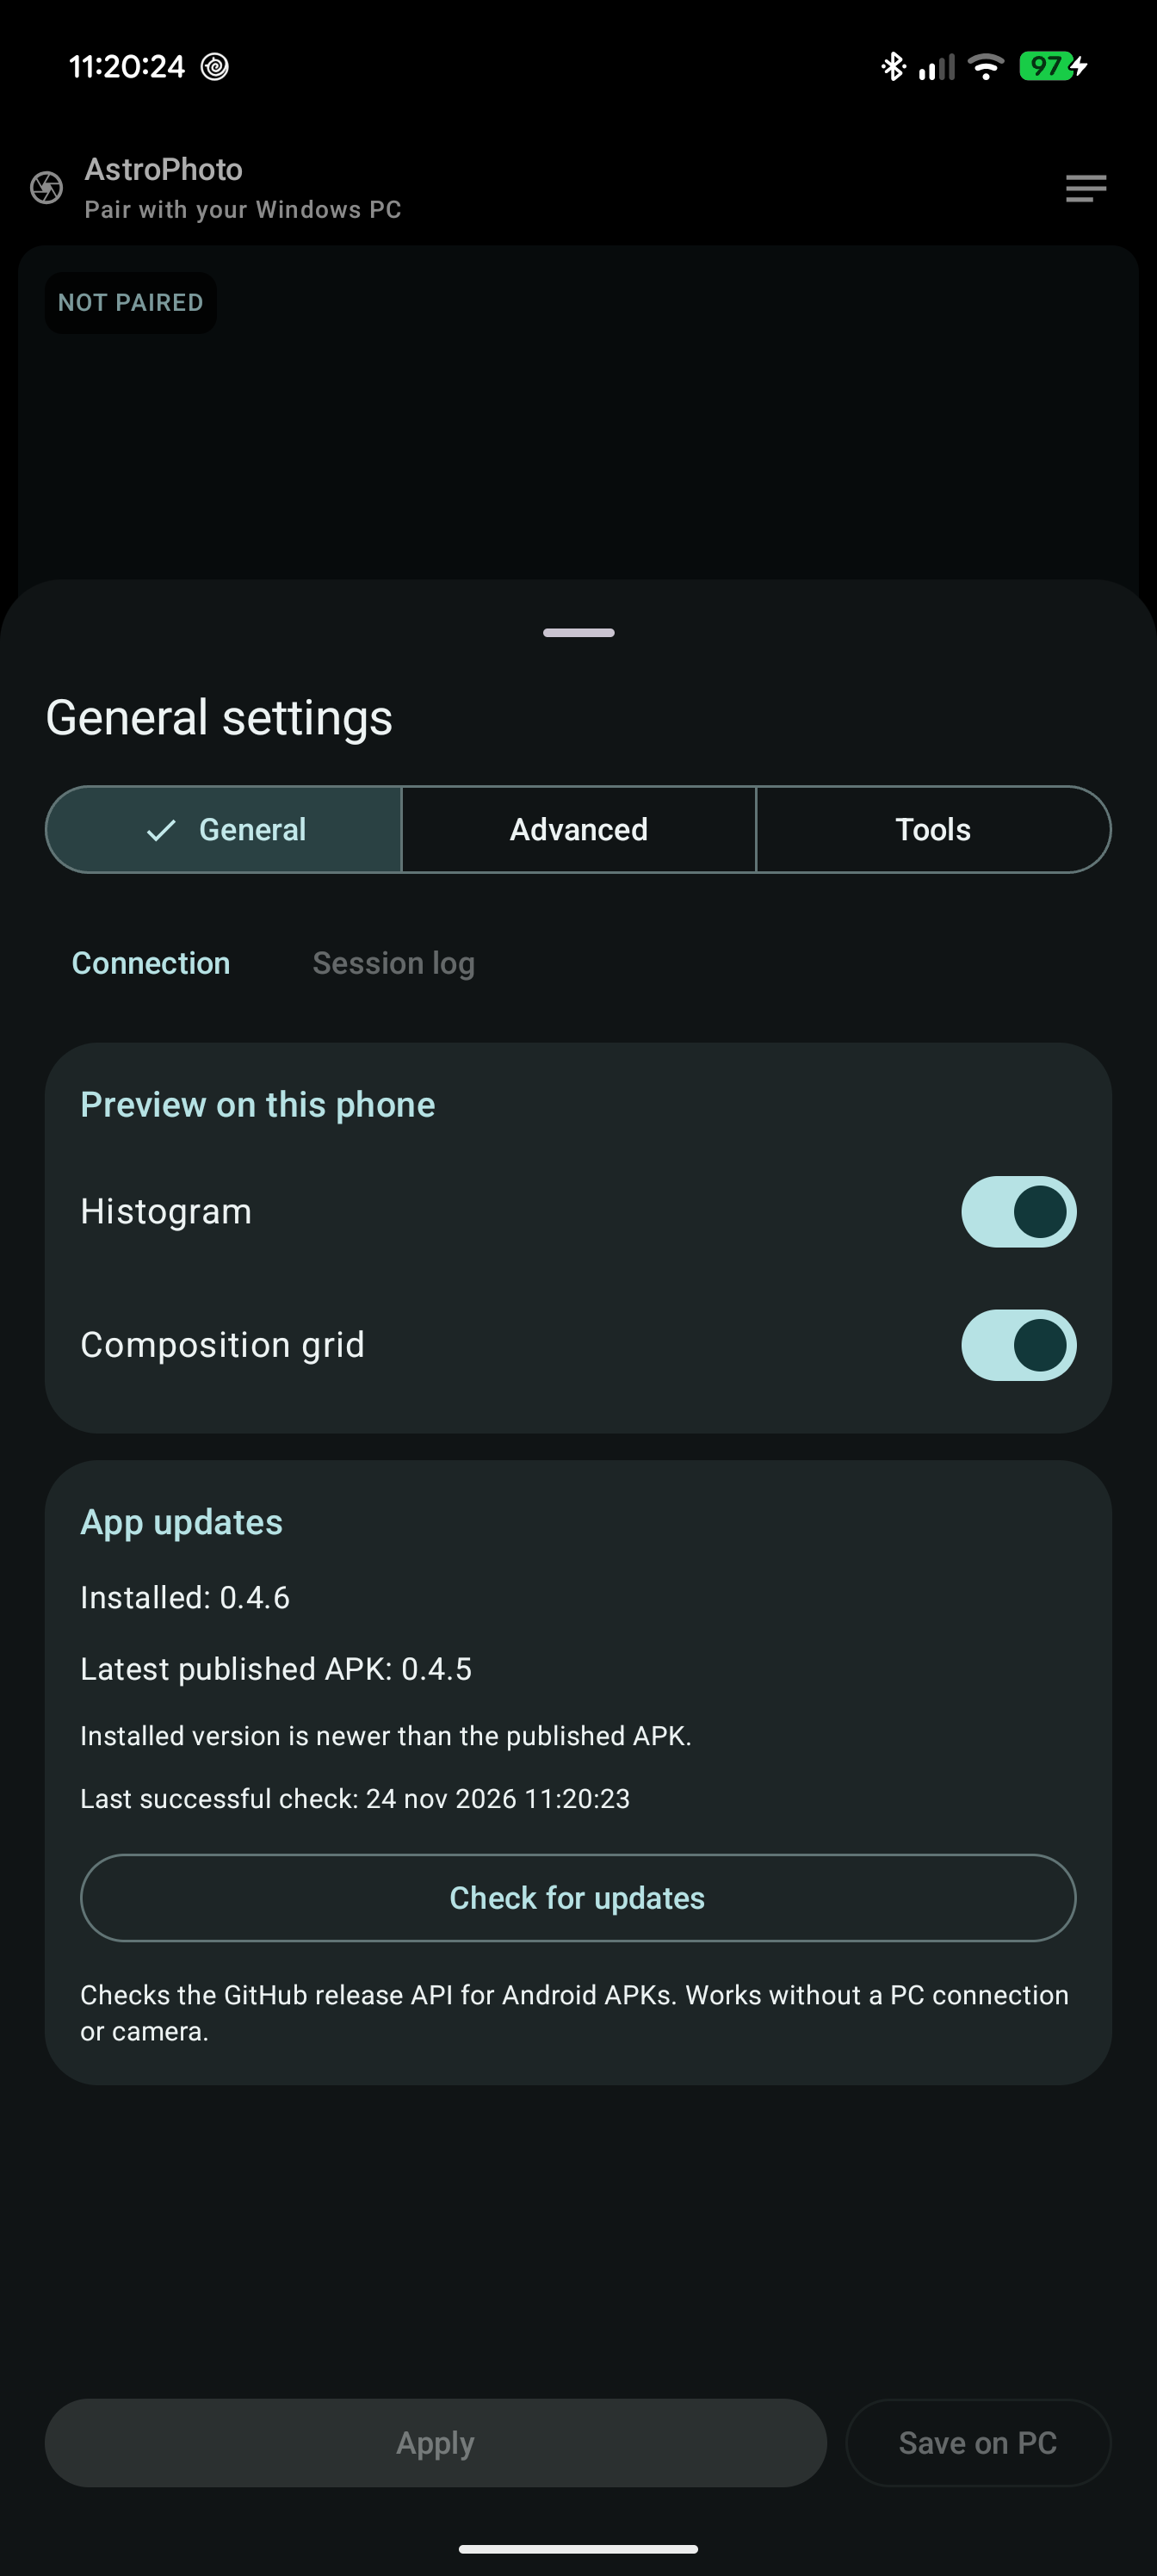 11:20:24
97
AstroPhoto
Pair with your Windows PC
NOT PAIRED
General settings
General
Advanced
Tools
Connection
Session log
Preview on this phone
Histogram
Composition grid
App updates
Installed: 0.4.6
Latest published APK: 0.4.5
Installed version is newer than the published APK.
Last successful check: 24 nov 2026 11:20:23
Check for updates
Checks the GitHub release API for Android APKs. Works without a PC connection
or camera.
Apply
Save on PC